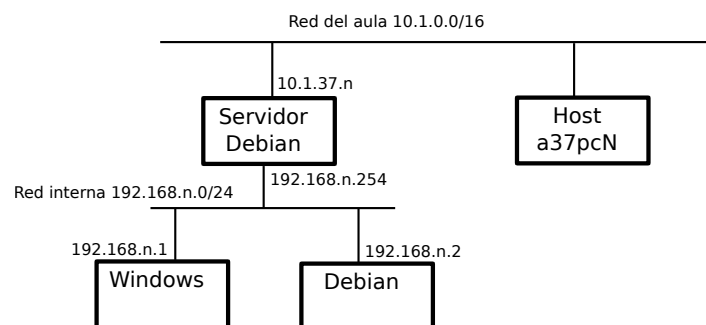 Red del aula 10.1.0.0/16
10.1.37.n
Servidor
Debian
Host
a37pcN
192.168.n.254
Red interna 192.168.n.0/24
192.168.n.1
192.168.n.2
Windows
Debian